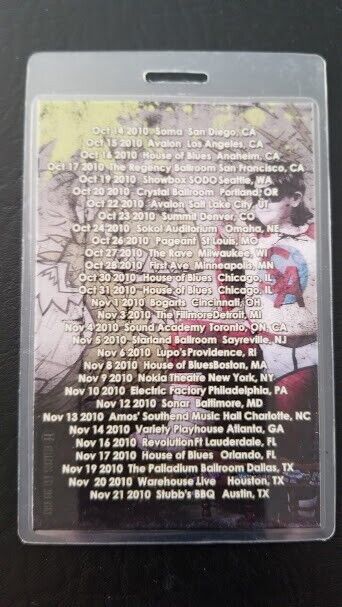 Oct 14 2010 Soma San Diego, CA
Oct 15 2010 Avalon Los Angeles, CA
Oct 16 2010 House of Blues Anaheim, CA
Oct 17 2010 The Regency Ballroom San Francisco, CA
Oct 19 2010 Showbox SODO Seattle, WA
Oct 20 2010 Crystal Ballroom Portland, OR
Oct 22 2010 Avalon Salt Lake City, UT
Oct 23 2010 Summit Denver, CO
Oct 24 2010 Sokol Auditorium Omaha, NE
Oct 26 2010 Pageant St Louis, MO
Oct 27 2010 The Rave Milwaukee, WI
Oct 28 2010 First Ave Minneapolis, MN
Oct 30 2010 House of Blues Chicago, IL
Oct 31 2010 House of Blues Chicago, IL
Nov 1 2010 Bogarts Cincinnati, OH
Nov 3 2010 The Fillmore Detroit, MI
Nov 4 2010 Sound Academy Toronto, ON, CA
Nov 5 2010 Starland Ballroom Sayreville, NJ
Nov 6 2010 Lupo's Providence, RI
Nov 8 2010 House of Blues Boston, MA
Nov 9 2010 Nokia Theatre New York, NY
Nov 10 2010 Electric Factory Philadelphia, PA
Nov 12 2010 Sonar Baltimore, MD
Nov 13 2010 Amos' Southend Music Hall Charlotte, NC
Nov 14 2010 Variety Playhouse Atlanta, GA
Nov 16 2010 Revolution Ft Lauderdale, FL
Nov 17 2010 House of Blues Orlando, FL
Nov 19 2010 The Palladium Ballroom Dallas, TX
Nov 20 2010 Warehouse Live Houston, TX
Nov 21 2010 Stubb's BBQ Austin, TX